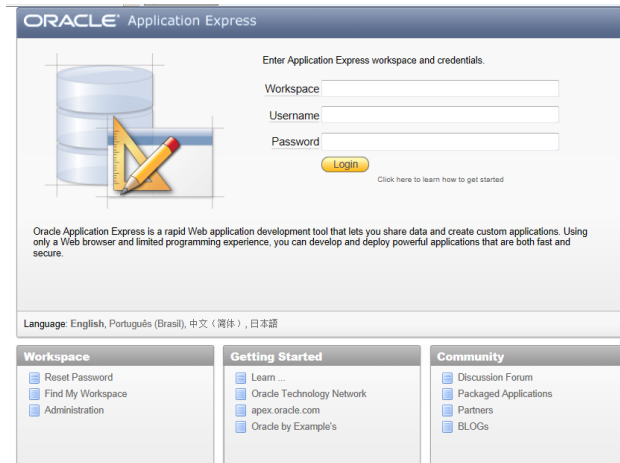 ORACLE® Application Express
Enter Application Express workspace and credentials.
Workspace
Username
Password
Login
Click here to learn how to get started
Oracle Application Express is a rapid Web application development tool that lets you share data and create custom applications. Using
only a Web browser and limited programming experience, you can develop and deploy powerful applications that are both fast and
secure.
Language: English, Português (Brasil), 中文（简体）, 日本語
Workspace
Reset Password
Find My Workspace
Administration
Getting Started
Learn ...
Oracle Technology Network
apex.oracle.com
Oracle by Example's
Community
Discussion Forum
Packaged Applications
Partners
BLOGs